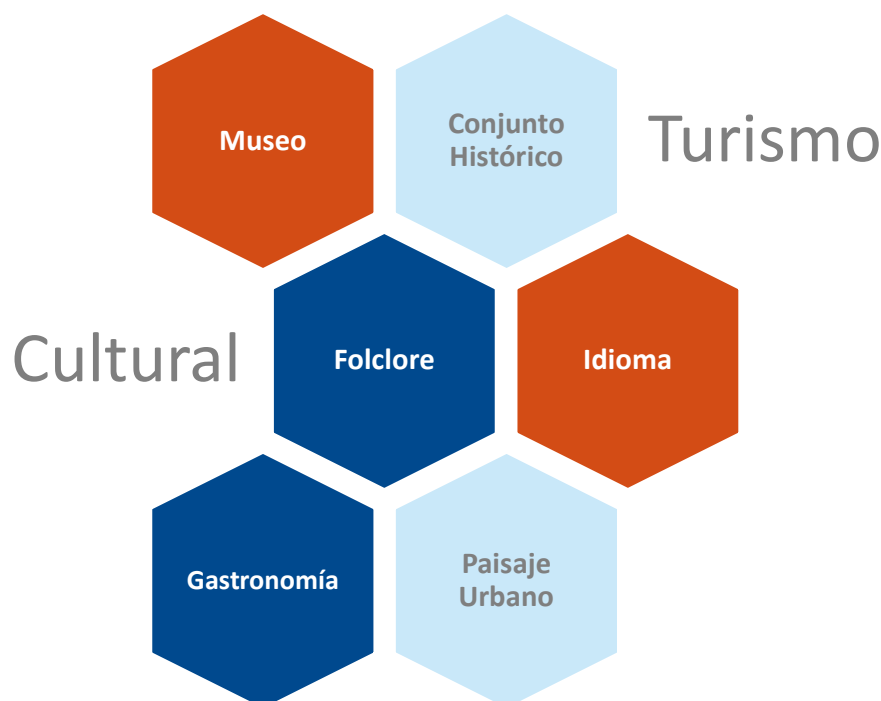 Museo
Conjunto
Histórico
Turismo
Cultural
Folclore
Idioma
Gastronomía
Paisaje
Urbano